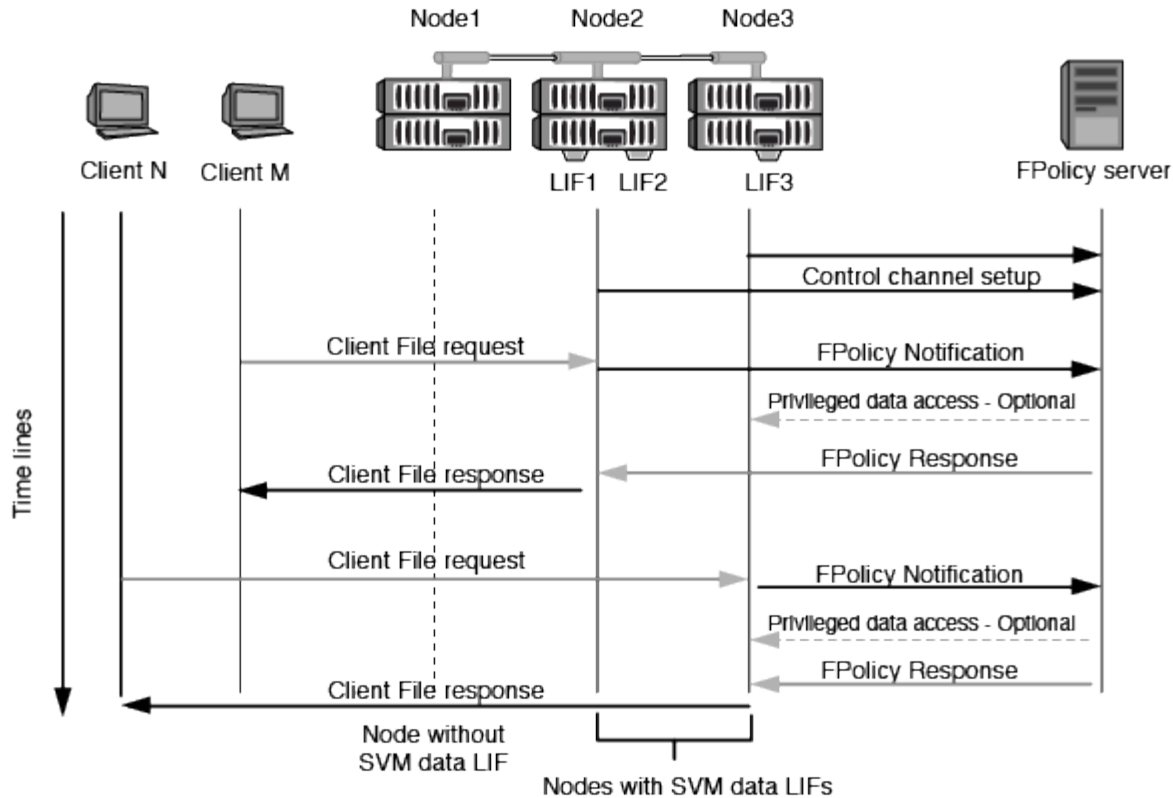 Node1 Node2 Node3
Client N
Client M
LIF1 LIF2 LIF3
FPolicy server
Control channel setup
Client File request
FPolicy Notification
Privileged data access - Optional
FPolicy Response
Client File response
Time lines
Client File request
FPolicy Notification
Privileged data access - Optional
FPolicy Response
Client File response
Node without
SVM data LIF
Nodes with SVM data LIFs